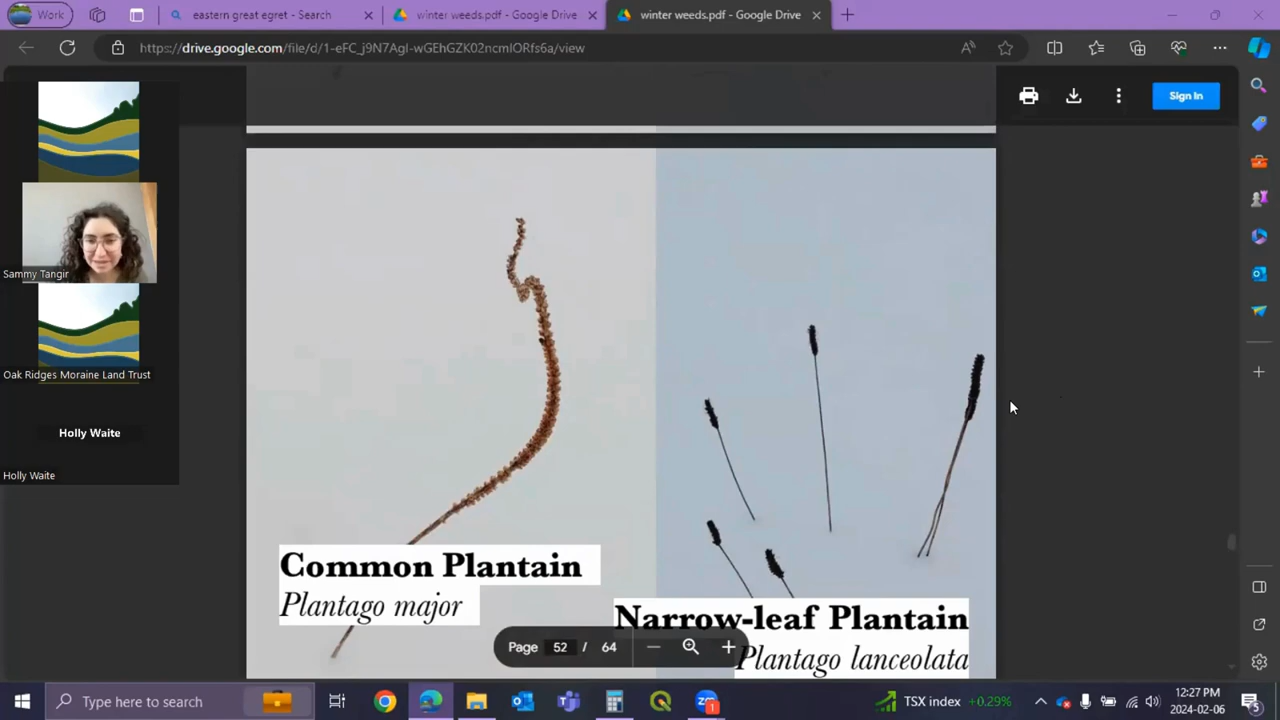 Work
eastern great egret - Search
winter weeds.pdf - Google Drive
winter weeds.pdf - Google Drive
https://drive.google.com/file/d/1-eFC_j9N7AgI-wGEhGZK02ncmIORfs6a/view
Sign In
Sammy Tangir
Oak Ridges Moraine Land Trust
Holly Waite
Holly Waite
Common Plantain
Plantago major
Narrow-leaf Plantain
Plantago lanceolata
Page 52 / 64
Type here to search
TSX index +0.29%
12:27 PM
2024-02-06
1
5